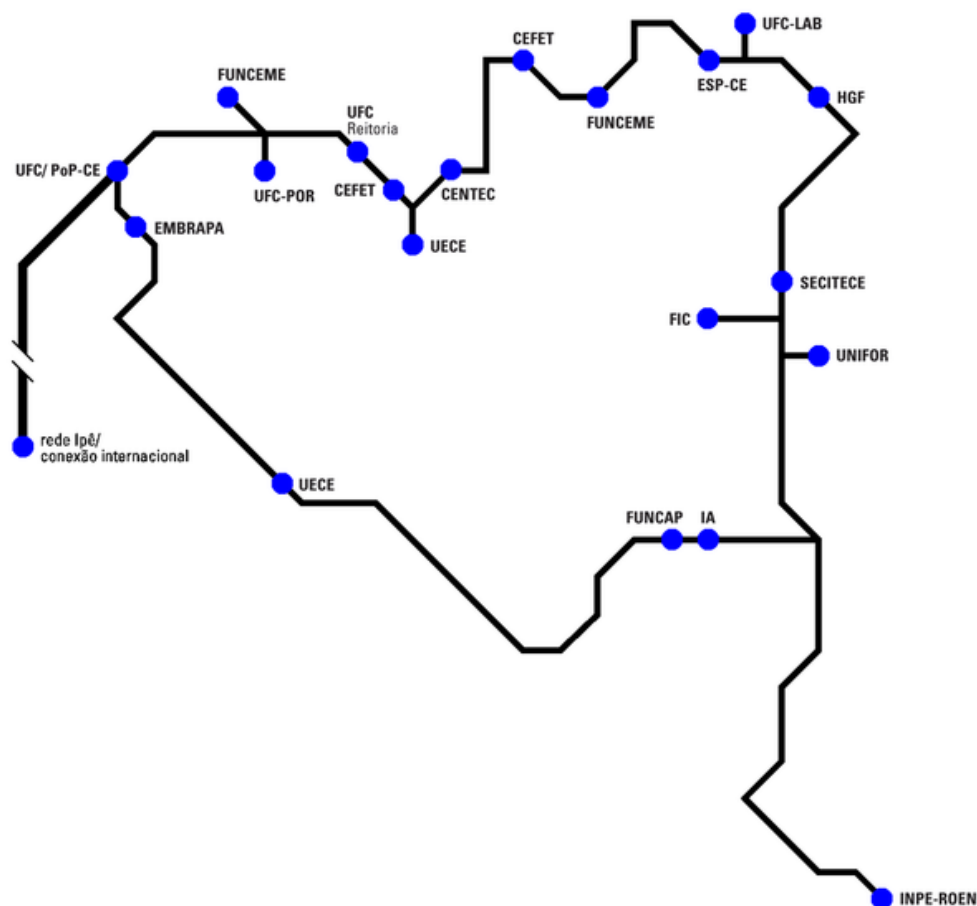 UFC-LAB
CEFET
FUNCEME
ESP-CE
HGF
FUNCEME
UFC
Reitoria
UFC/ PoP-CE
UFC-POR
CEFET
CENTEC
EMBRAPA
UECE
SECITECE
FIC
UNIFOR
rede Ipê/
conexão internacional
UECE
FUNCAP
IA
INPE-ROEN